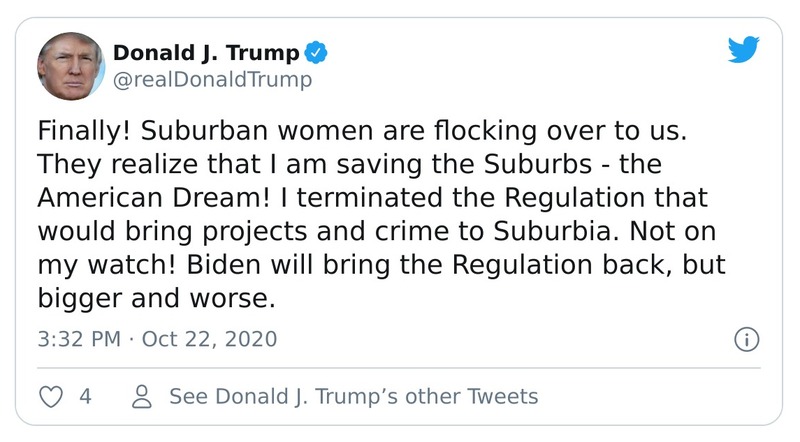 Donald J. Trump
@realDonaldTrump
Finally! Suburban women are flocking over to us.
They realize that I am saving the Suburbs - the
American Dream! I terminated the Regulation that
would bring projects and crime to Suburbia. Not on
my watch! Biden will bring the Regulation back, but
bigger and worse.
3:32 PM · Oct 22, 2020
4 See Donald J. Trump’s other Tweets